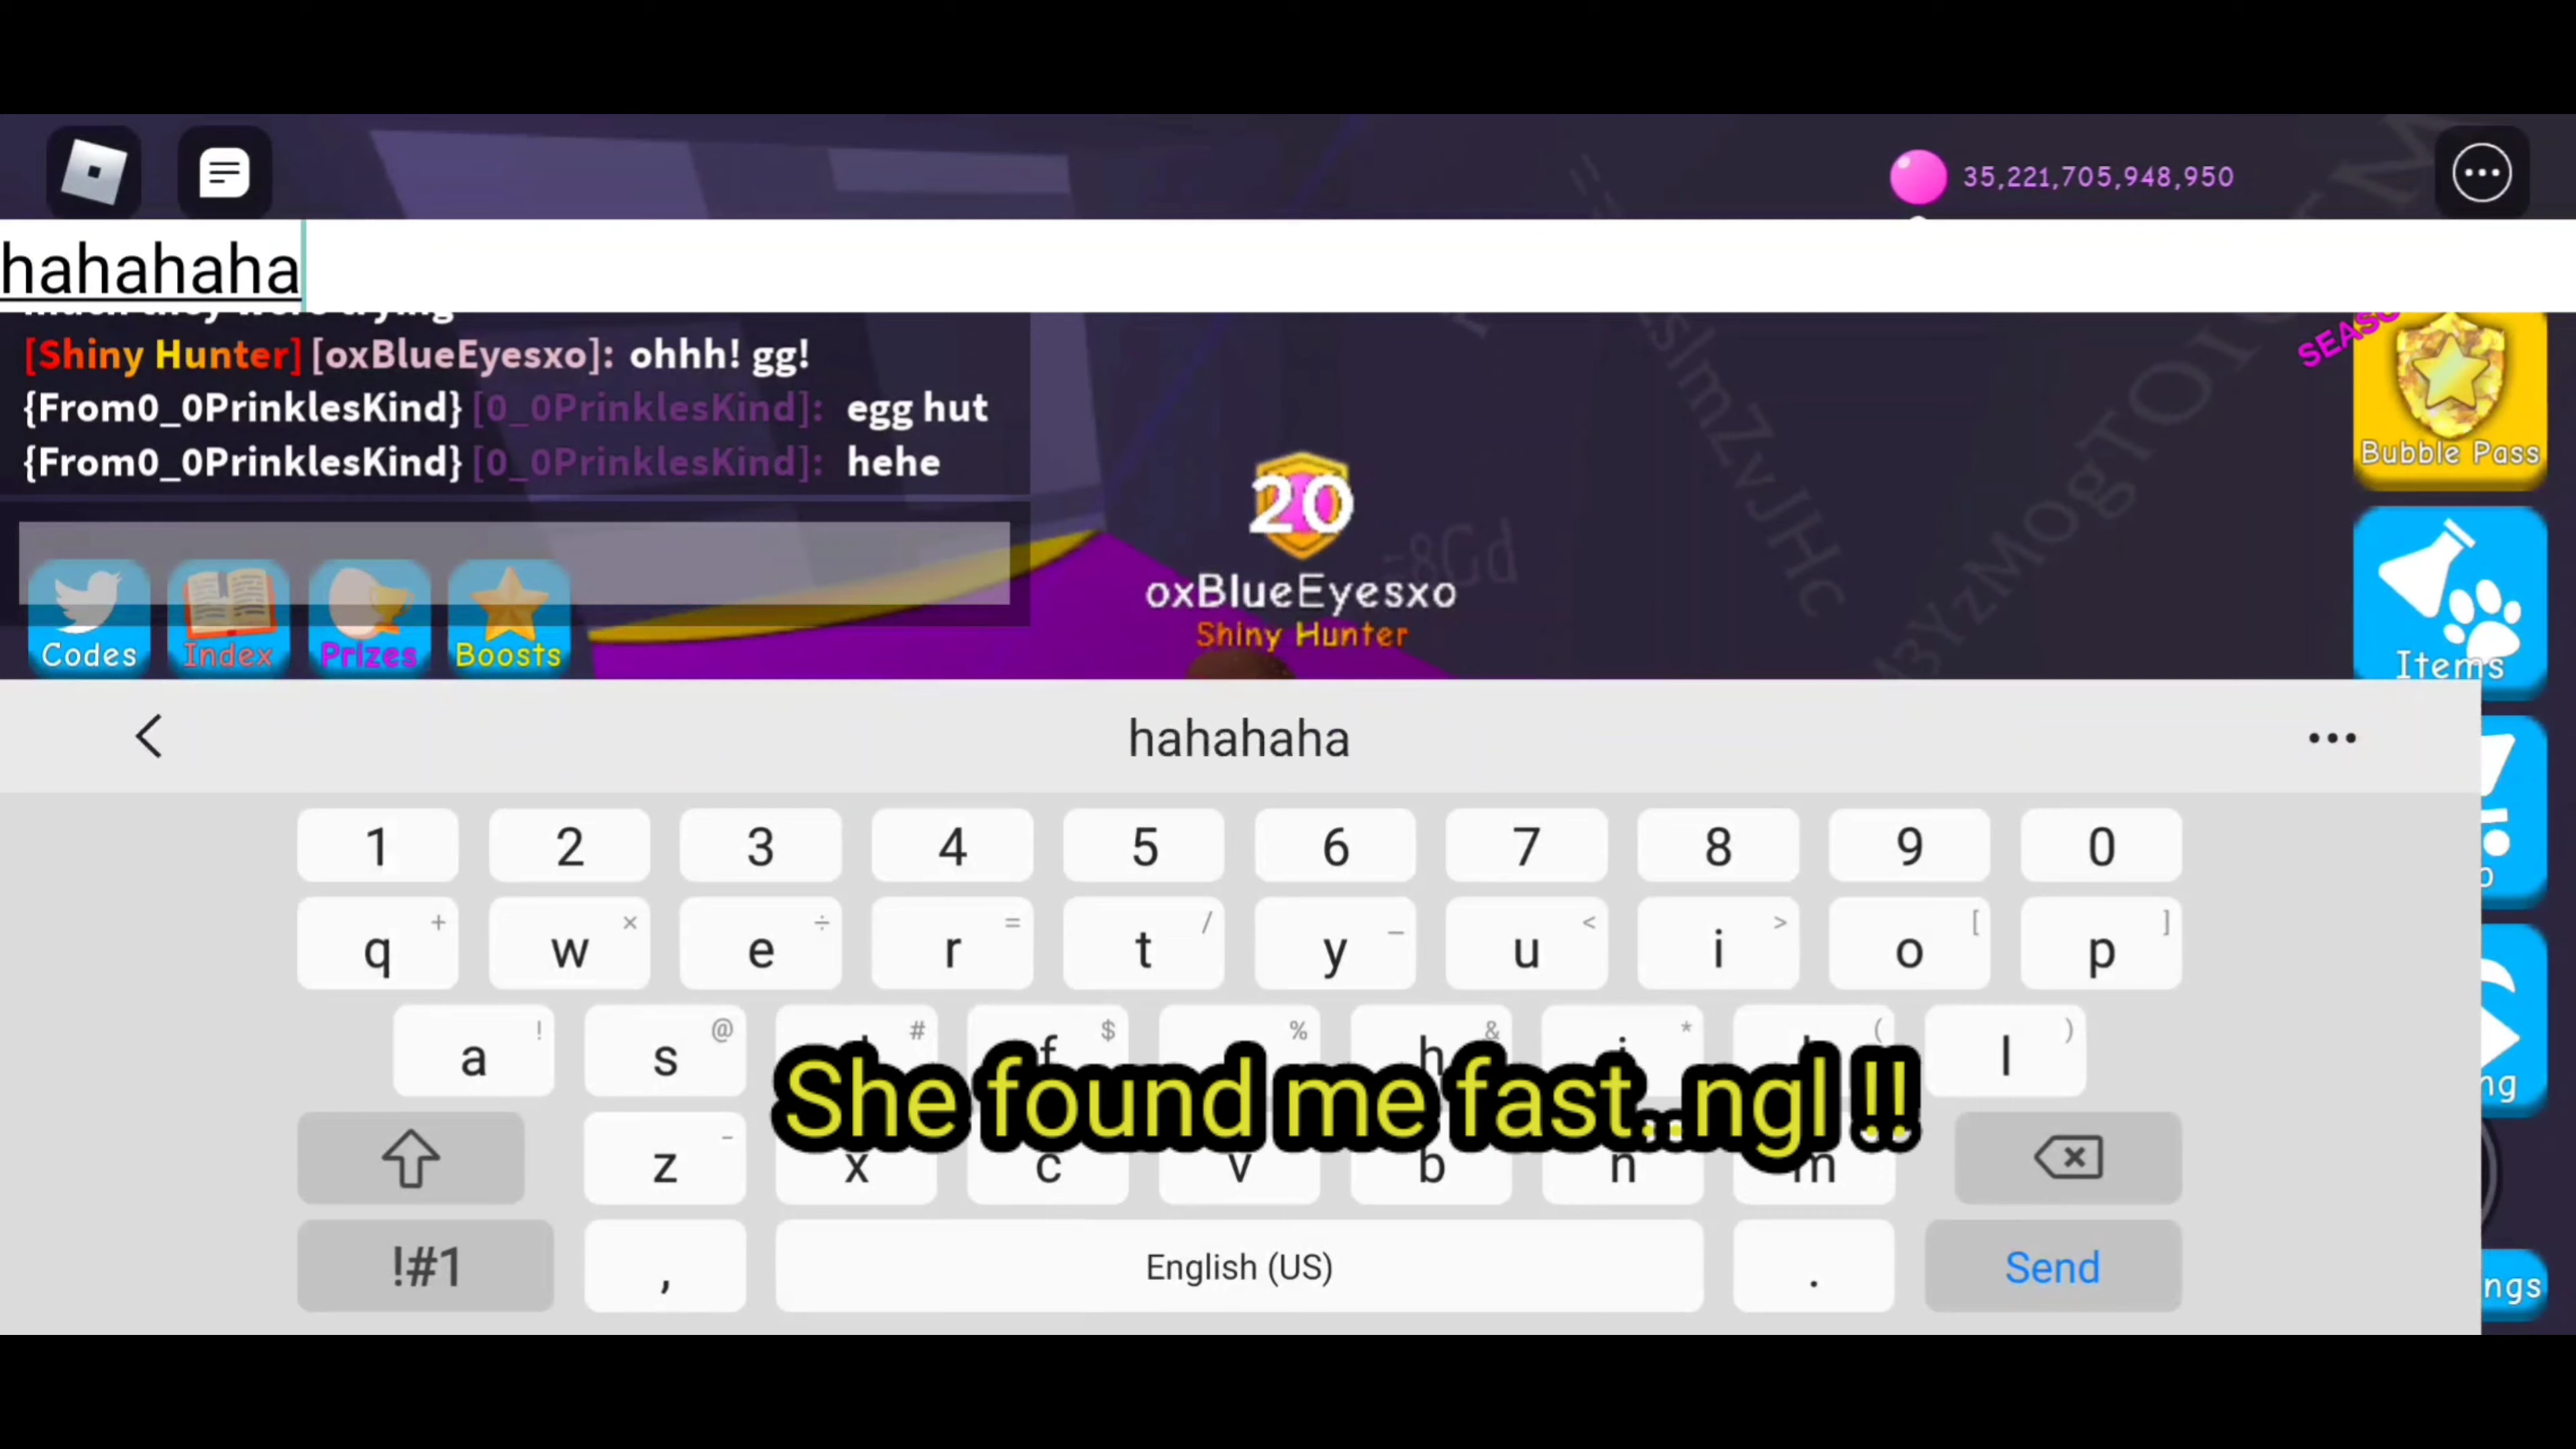 35,221,705,948,950
hahahaha
[Shiny Hunter] [oxBlueEyesxo]: ohhh! gg!
{From0_0PrinklesKind} [0_0PrinklesKind]: egg hut
{From0_0PrinklesKind} [0_0PrinklesKind]: hehe
Bubble Pass
20
oxBlueEyesxo
Shiny Hunter
Codes Index Prizes Boosts
Items
hahahaha
1 2 3 4 5 6 7 8 9 0
q w e r t y u i o p
a s l
She found me fast...ngl !!
z x c v b n m
!#1 , English (US) . Send